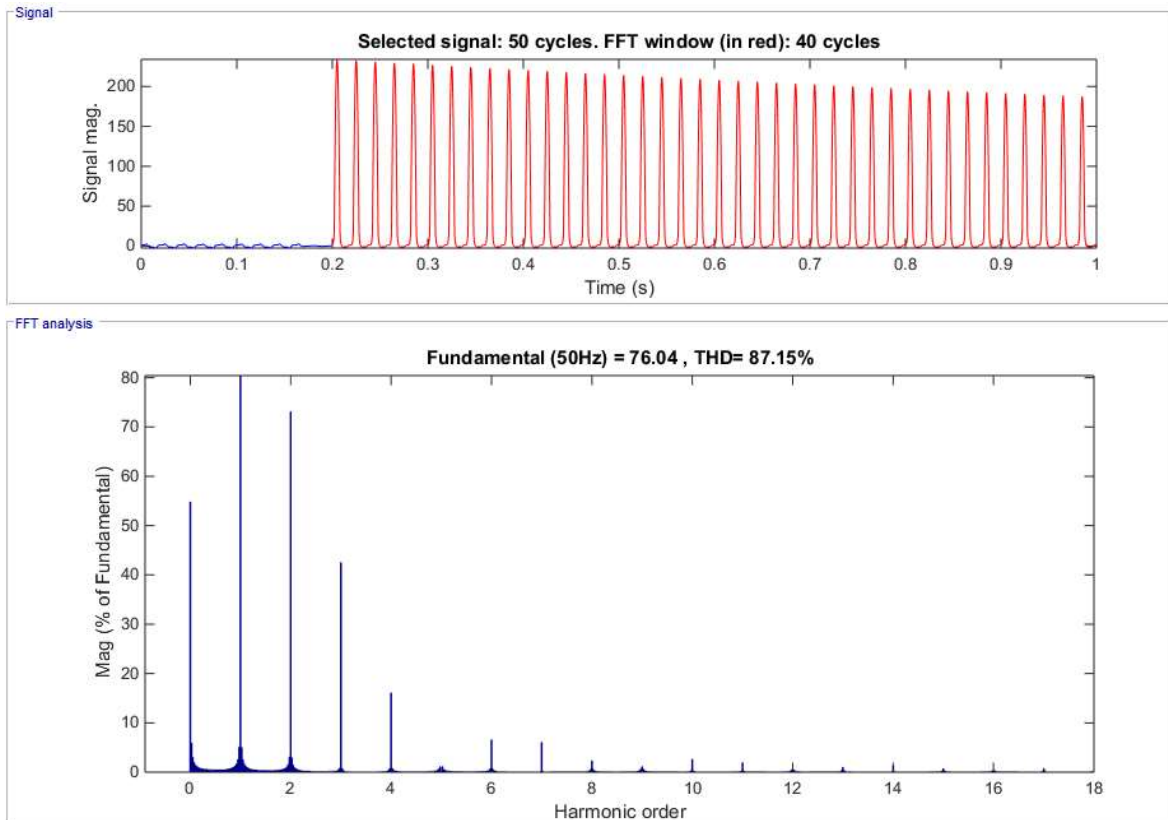 Signal
Selected signal: 50 cycles. FFT window (in red): 40 cycles
Signal mag.
200
150
100
50
0
0 0.1 0.2 0.3 0.4 0.5 0.6 0.7 0.8 0.9 1
Time (s)
FFT analysis
Fundamental (50Hz) = 76.04 , THD= 87.15%
Mag (% of Fundamental)
80
70
60
50
40
30
20
10
0
0 2 4 6 8 10 12 14 16 18
Harmonic order